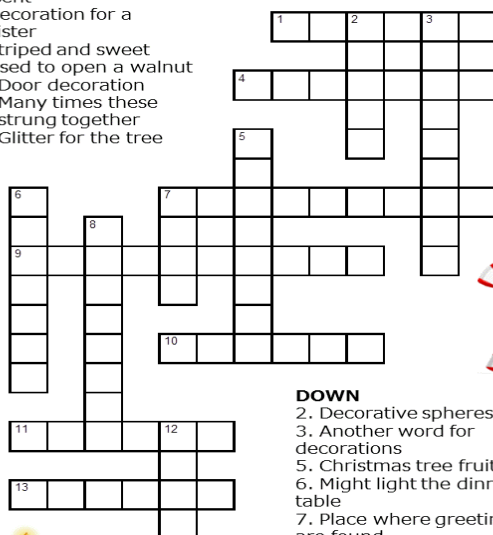 ecoration for a
ister
triped and sweet
sed to open a walnut
Door decoration
Many times these
strung together
Glitter for the tree
1 2 3
4
5
6 7
8
9
10
11 12
13
DOWN
2. Decorative spheres
3. Another word for
decorations
5. Christmas tree fruit
6. Might light the dinn
table
7. Place where greetin